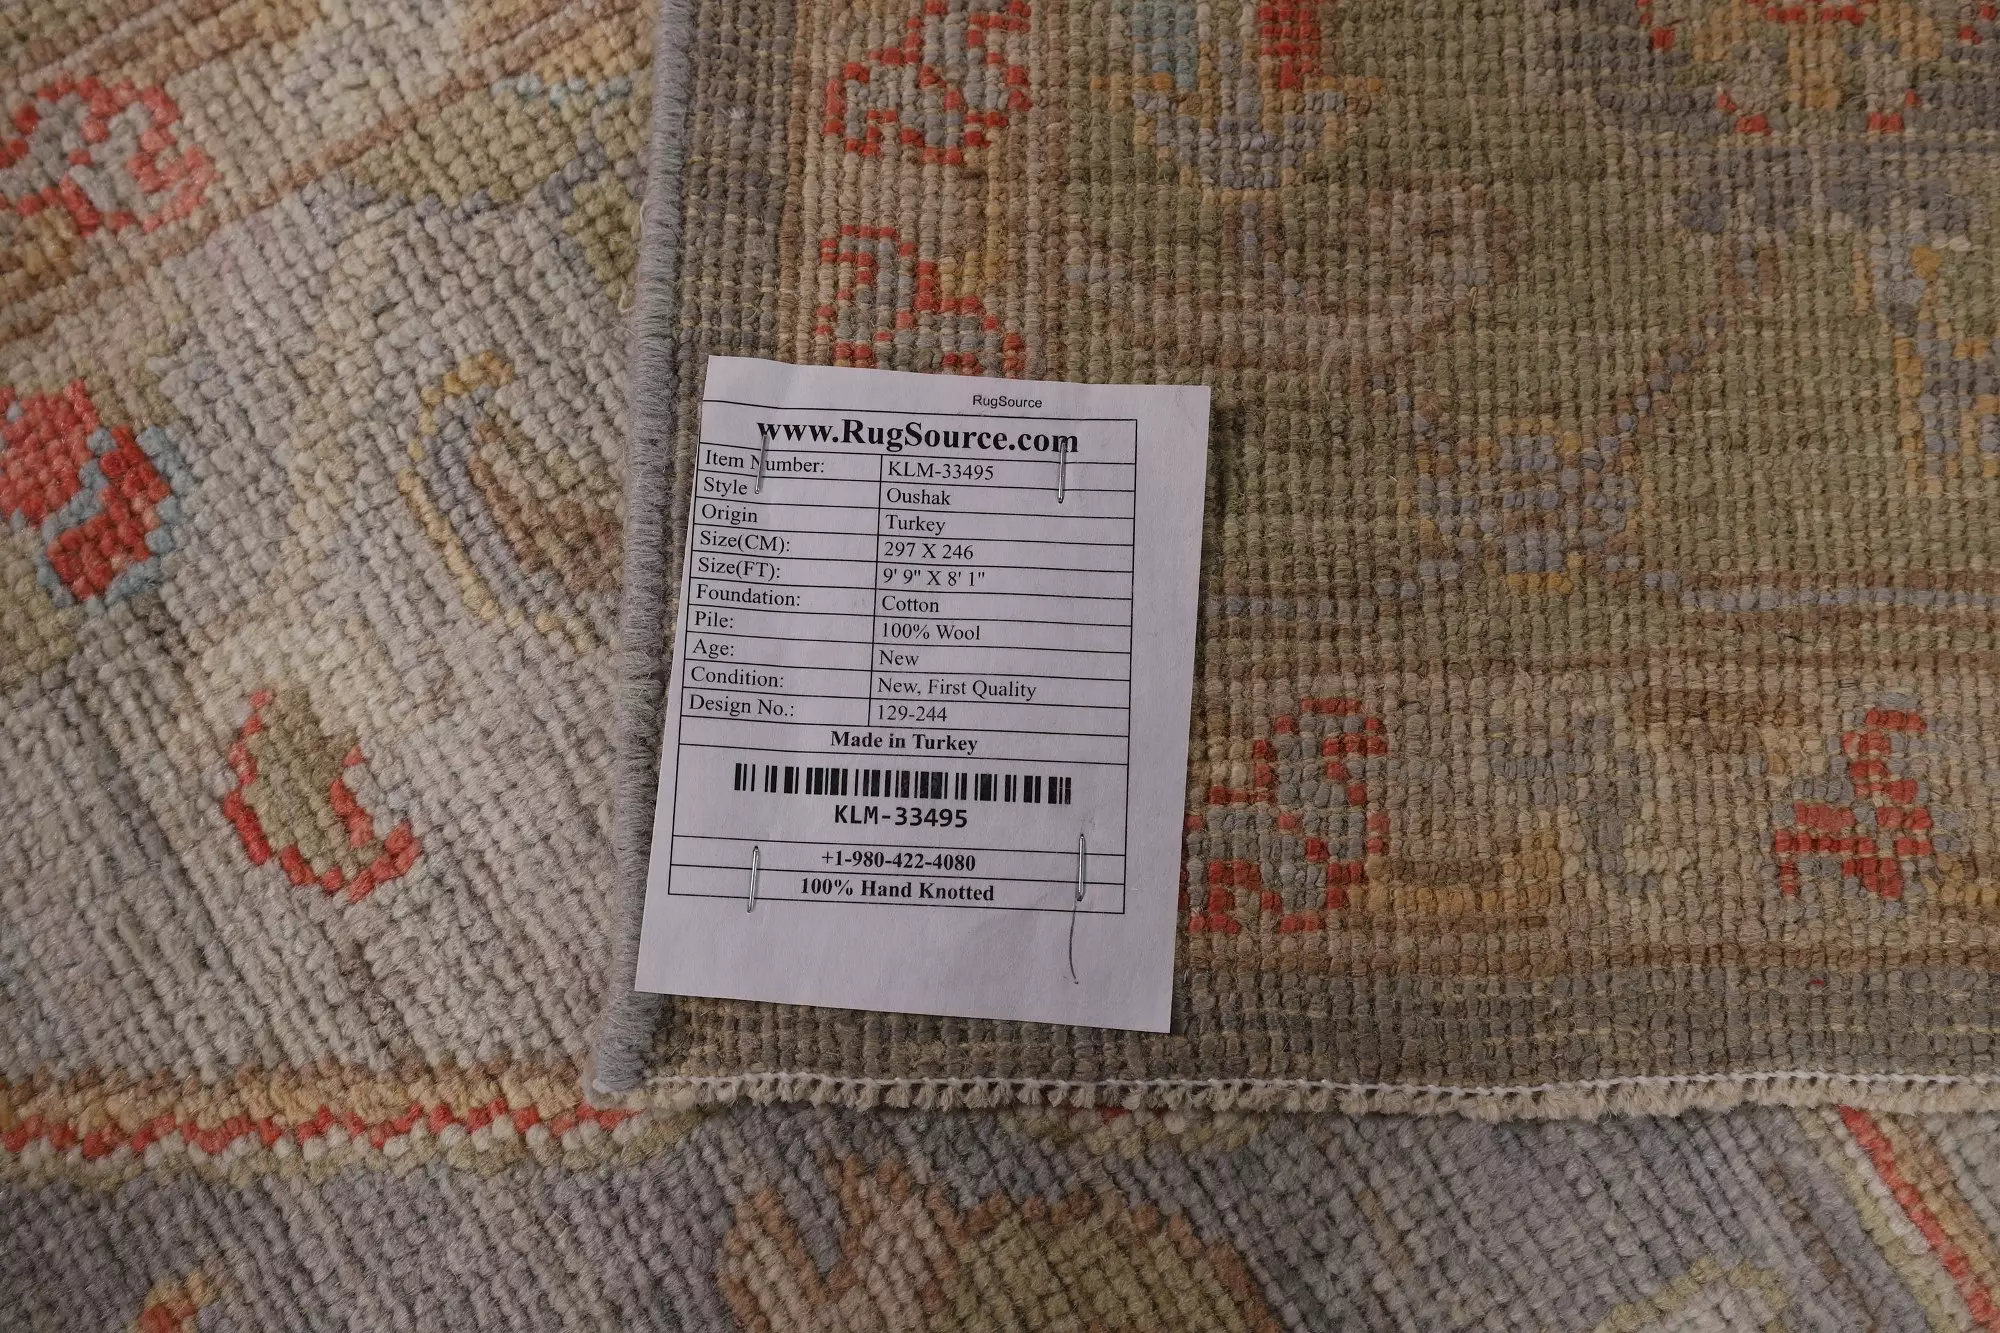 RugSource
www.RugSource.com
Item Number: KLM-33495
Style Oushak
Origin Turkey
Size(CM): 297 X 246
Size(FT): 9' 9" X 8' 1"
Foundation: Cotton
Pile: 100% Wool
Age: New
Condition: New, First Quality
Design No.: 129-244
Made in Turkey
KLM-33495
+1-980-422-4080
100% Hand Knotted